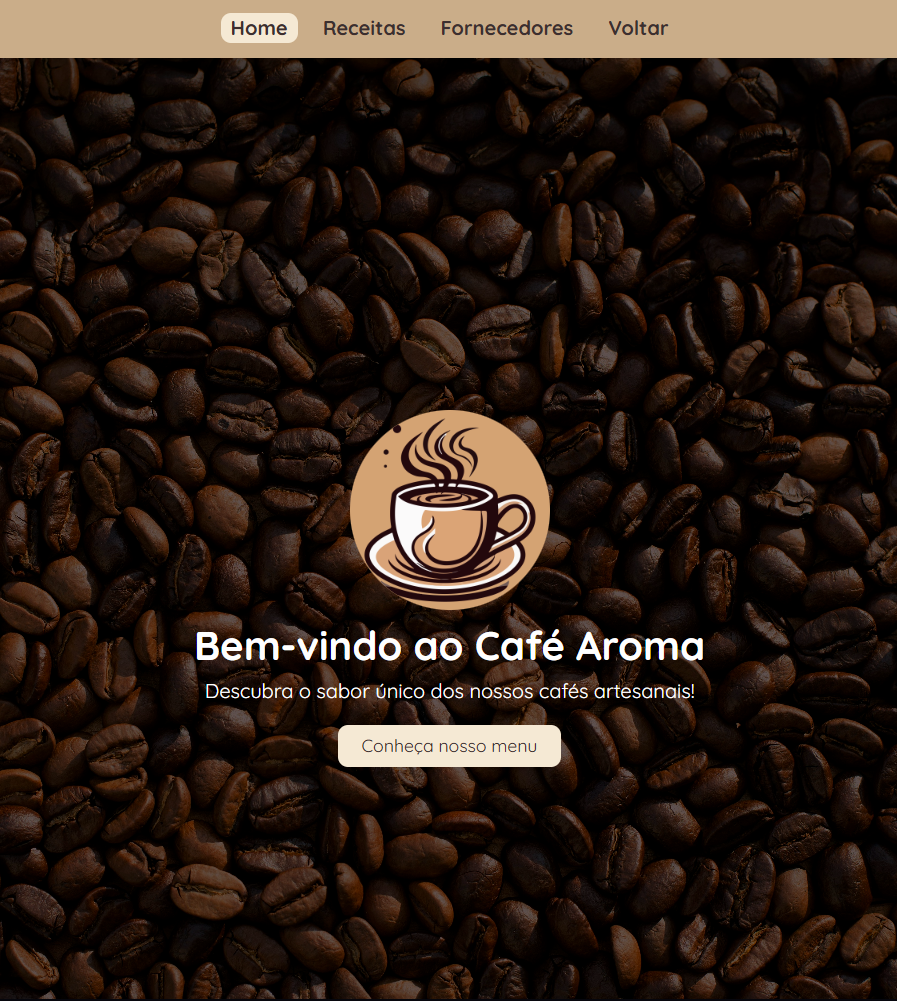 Home Receitas Fornecedores Voltar
Bem-vindo ao Café Aroma
Descubra o sabor único dos nossos cafés artesanais!
Conheça nosso menu